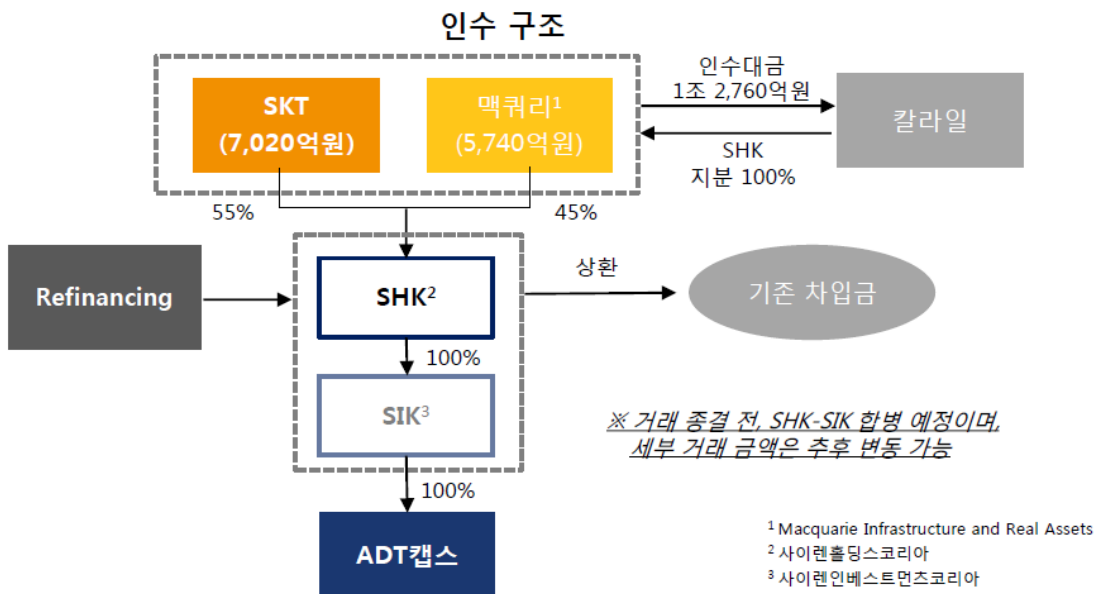 인수 구조
SKT
(7,020억원)
맥쿼리¹
(5,740억원)
인수대금
1조 2,760억원
SHK
지분 100%
칼라일
55%
45%
Refinancing
SHK²
상환
기존 차입금
100%
SIK³
※ 거래 종결 전, SHK-SIK 합병 예정이며,
세부 거래 금액은 추후 변동 가능
100%
ADT캡스
¹ Macquarie Infrastructure and Real Assets
² 사이렌홀딩스코리아
³ 사이렌인베스트먼츠코리아